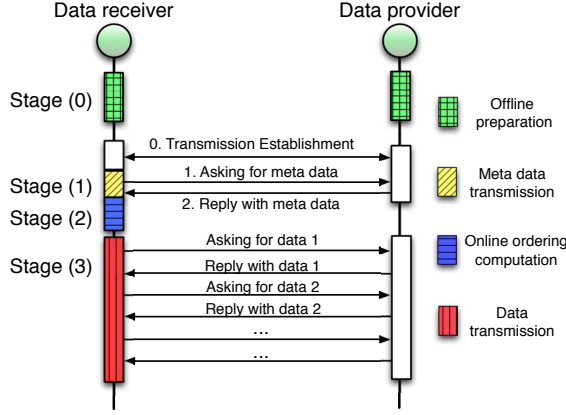 Data receiver
Data provider
Stage (0)
Offline
preparation
0. Transmission Establishment
1. Asking for meta data
Stage (1)
Meta data
transmission
2. Reply with meta data
Stage (2)
Asking for data 1
Online ordering
computation
Stage (3)
Reply with data 1
Asking for data 2
Reply with data 2
Data
transmission
...
...